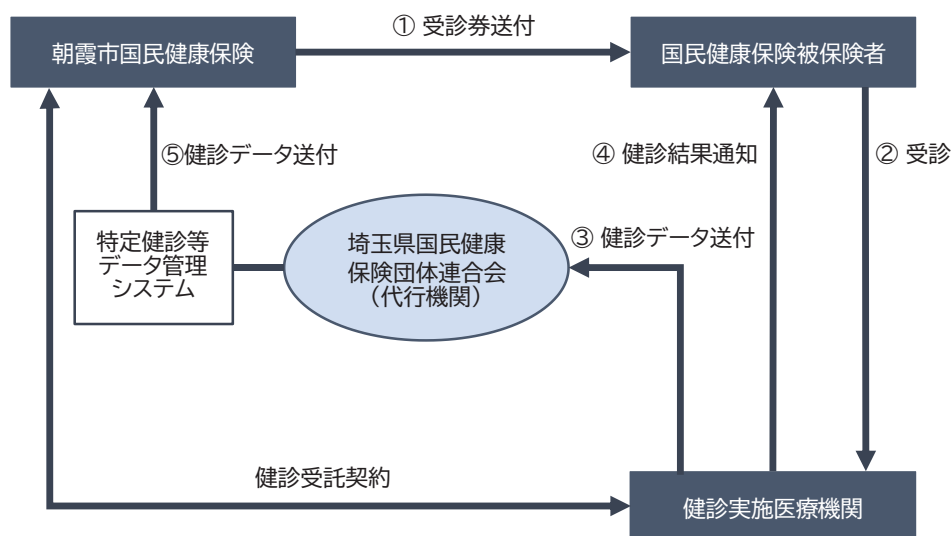 ① 受診券送付
朝霞市国民健康保険
国民健康保険被保険者
⑤健診データ送付
④ 健診結果通知
② 受診
特定健診等
データ管理
システム
埼玉県国民健康
保険団体連合会
（代行機関）
③ 健診データ送付
健診受託契約
健診実施医療機関